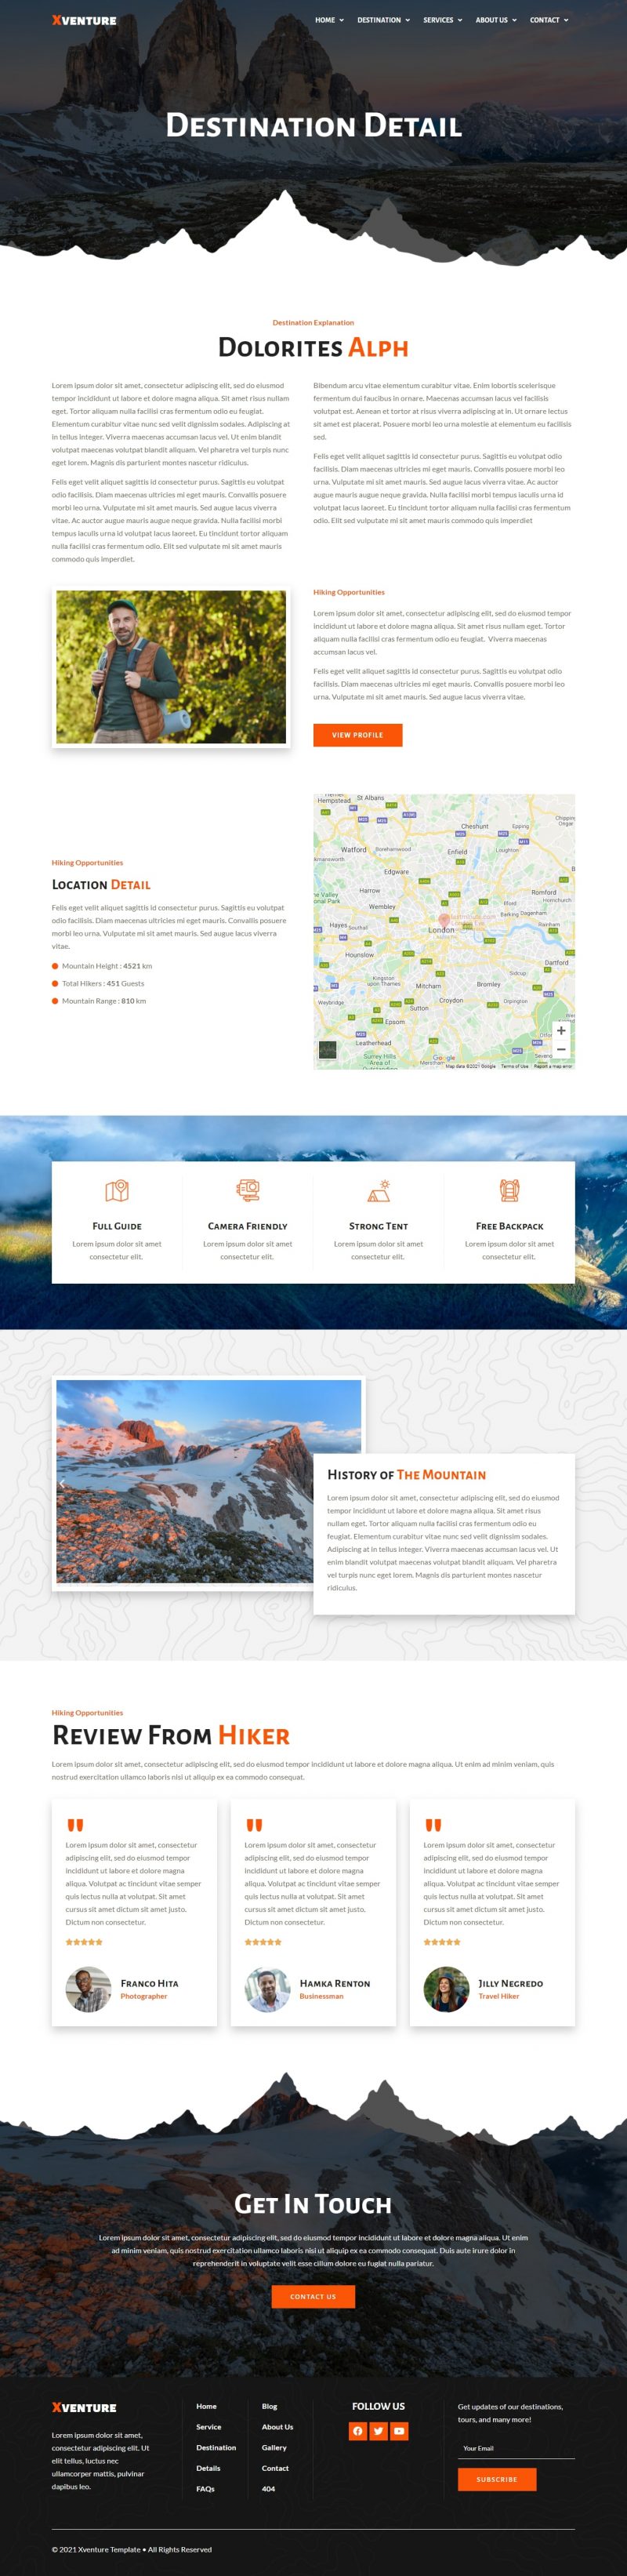 XVENTURE
HOME
DESTINATION
SERVICES
ABOUT US
CONTACT
DESTINATION DETAIL
Destination Explanation
DOLORITES ALPH
Lorem ipsum dolor sit amet, consectetur adipiscing elit, sed do eiusmod
tempor incididunt ut labore et dolore magna aliqua. Sit amet risus nullam
eget. Tortor aliquam nulla facilisi cras fermentum odio eu feugiat.
Elementum curabitur vitae nunc sed velit dignissim sodales. Adipiscing at
in tellus integer. Viverra maecenas accumsan lacus vel. Ut enim blandit
volutpat maecenas volutpat blandit aliquam. Vel pharetra vel turpis nunc
eget lorem. Magnis dis parturient montes nascetur ridiculus.
Felis eget velit aliquet sagittis id consectetur purus. Sagittis eu volutpat
odio facilisis. Diam maecenas ultricies mi eget mauris. Convallis posuere
morbi leo urna. Vulputate mi sit amet mauris. Sed augue lacus viverra
vitae. Ac auctor augue mauris augue neque gravida. Nulla facilisi morbi
tempus iaculis urna id volutpat lacus laoreet. Eu tincidunt tortor aliquam
nulla facilisi cras fermentum odio. Elit sed vulputate mi sit amet mauris
commodo quis imperdiet.
Bibendum arcu vitae elementum curabitur vitae. Enim lobortis scelerisque
fermentum dui faucibus in ornare. Maecenas accumsan lacus vel facilisis
volutpat est. Aenean et tortor at risus viverra adipiscing at in. Ut ornare lectus
sit amet est placerat. Posuere morbi leo urna molestie at elementum eu facilisis
sed.
Felis eget velit aliquet sagittis id consectetur purus. Sagittis eu volutpat odio
facilisis. Diam maecenas ultricies mi eget mauris. Convallis posuere morbi leo
urna. Vulputate mi sit amet mauris. Sed augue lacus viverra vitae. Ac auctor
augue mauris augue neque gravida. Nulla facilisi morbi tempus iaculis urna id
volutpat lacus laoreet. Eu tincidunt tortor aliquam nulla facilisi cras fermentum
odio. Elit sed vulputate mi sit amet mauris commodo quis imperdiet
Hiking Opportunities
Lorem ipsum dolor sit amet, consectetur adipiscing elit, sed do eiusmod tempor
incididunt ut labore et dolore magna aliqua. Sit amet risus nullam eget. Tortor
aliquam nulla facilisi cras fermentum odio eu feugiat. Viverra maecenas
accumsan lacus vel.
Felis eget velit aliquet sagittis id consectetur purus. Sagittis eu volutpat odio
facilisis. Diam maecenas ultricies mi eget mauris. Convallis posuere morbi leo
urna. Vulputate mi sit amet mauris. Sed augue lacus viverra vitae.
VIEW PROFILE
Hiking Opportunities
LOCATION DETAIL
Felis eget velit aliquet sagittis id consectetur purus. Sagittis eu volutpat
odio facilisis. Diam maecenas ultricies mi eget mauris. Convallis posuere
morbi leo urna. Vulputate mi sit amet mauris. Sed augue lacus viverra
vitae.
Mountain Height : 4521 km
Total Hikers : 451 Guests
Mountain Range : 810 km
Hempstead
St Albans
Cheshunt
Epping
Watford
Borehamwood
Enfield
Loughton
Edgware
Harrow
Romford
Hornchurch
Wembley
Ilford
Barking
Dagenham
Hayes
Southall
London
Rainham
Hounslow
Dartford
Kingston
upon Thames
Mitcham
Bromley
Sidcup
Weybridge
Croydon
Orpington
Sutton
Epsom
Leatherhead
Surrey Hills
Area of
Google
Map data ©2021 Google
Terms of Use
Report a map error
FULL GUIDE
Lorem ipsum dolor sit amet
consectetur elit.
CAMERA FRIENDLY
Lorem ipsum dolor sit amet
consectetur elit.
STRONG TENT
Lorem ipsum dolor sit amet
consectetur elit.
FREE BACKPACK
Lorem ipsum dolor sit amet
consectetur elit.
HISTORY OF THE MOUNTAIN
Lorem ipsum dolor sit amet, consectetur adipiscing elit, sed do eiusmod
tempor incididunt ut labore et dolore magna aliqua. Sit amet risus
nullam eget. Tortor aliquam nulla facilisi cras fermentum odio eu
feugiat. Elementum curabitur vitae nunc sed velit dignissim sodales.
Adipiscing at in tellus integer. Viverra maecenas accumsan lacus vel. Ut
enim blandit volutpat maecenas volutpat blandit aliquam. Vel pharetra
vel turpis nunc eget lorem. Magnis dis parturient montes nascetur
ridiculus.
Hiking Opportunities
REVIEW FROM HIKER
Lorem ipsum dolor sit amet, consectetur adipiscing elit, sed do eiusmod tempor incididunt ut labore et dolore magna aliqua. Ut enim ad minim veniam, quis
nostrud exercitation ullamco laboris nisi ut aliquip ex ea commodo consequat.
Lorem ipsum dolor sit amet, consectetur
adipiscing elit, sed do eiusmod tempor
incididunt ut labore et dolore magna
aliqua. Volutpat ac tincidunt vitae semper
quis lectus nulla at volutpat. Sit amet
cursus sit amet dictum sit amet justo.
Dictum non consectetur.
FRANCO HITA
Photographer
Lorem ipsum dolor sit amet, consectetur
adipiscing elit, sed do eiusmod tempor
incididunt ut labore et dolore magna
aliqua. Volutpat ac tincidunt vitae semper
quis lectus nulla at volutpat. Sit amet
cursus sit amet dictum sit amet justo.
Dictum non consectetur.
HAMKA RENTON
Businessman
Lorem ipsum dolor sit amet, consectetur
adipiscing elit, sed do eiusmod tempor
incididunt ut labore et dolore magna
aliqua. Volutpat ac tincidunt vitae semper
quis lectus nulla at volutpat. Sit amet
cursus sit amet dictum sit amet justo.
Dictum non consectetur.
JILLY NEGREDO
Travel Hiker
GET IN TOUCH
Lorem ipsum dolor sit amet, consectetur adipiscing elit, sed do eiusmod tempor incididunt ut labore et dolore magna aliqua. Ut enim
ad minim veniam, quis nostrud exercitation ullamco laboris nisi ut aliquip ex ea commodo consequat. Duis aute irure dolor in
reprehenderit in voluptate velit esse cillum dolore eu fugiat nulla pariatur.
CONTACT US
XVENTURE
Lorem ipsum dolor sit amet,
consectetur adipiscing elit. Ut
elit tellus, luctus nec
ullamcorper mattis, pulvinar
dapibus leo.
Home
Service
Destination
Details
FAQs
Blog
About Us
Gallery
Contact
404
FOLLOW US
Get updates of our destinations,
tours, and many more!
Your Email
SUBSCRIBE
© 2021 Xventure Template • All Rights Reserved